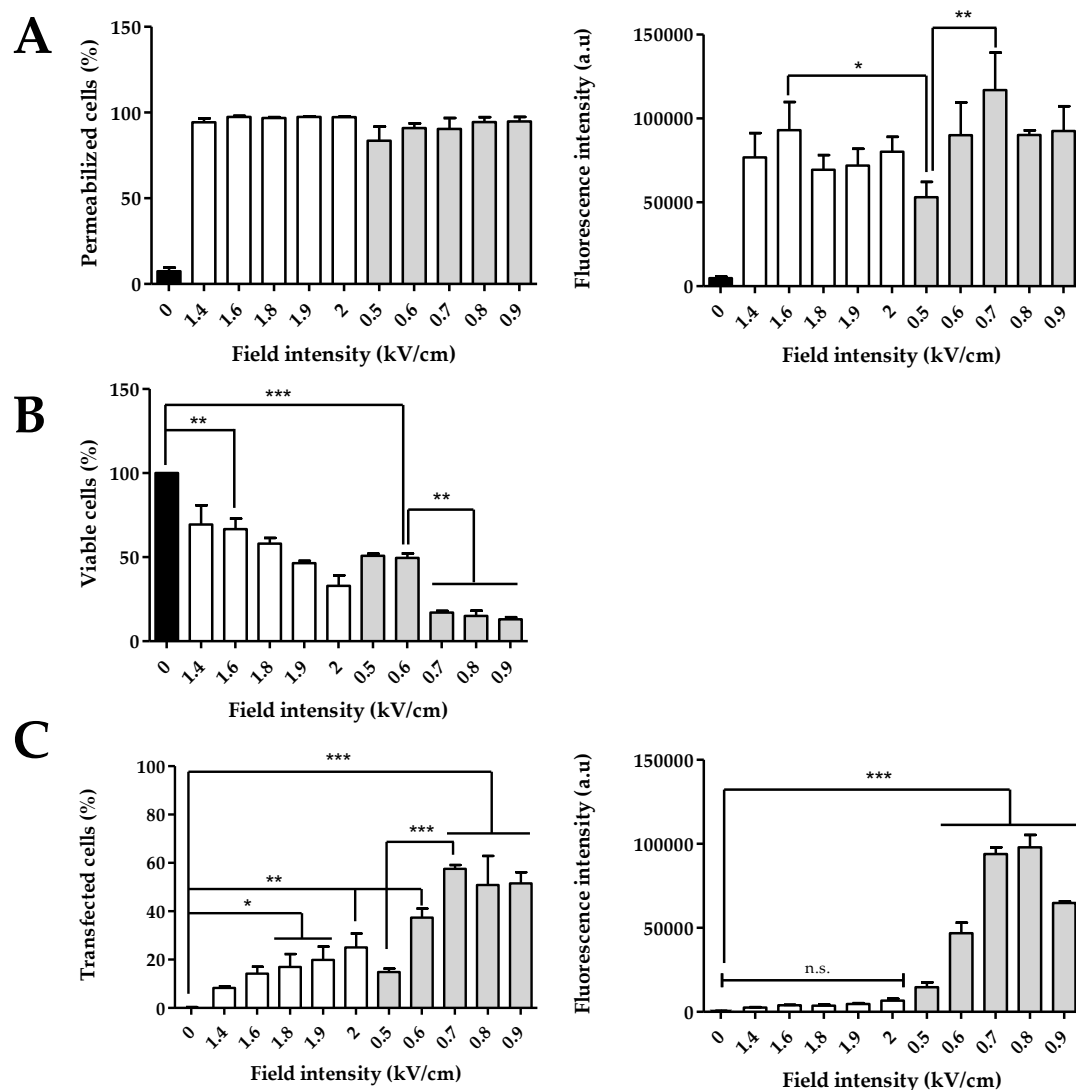 A
Permeabilized cells (%)
150
100
50
0
0 1.4 1.6 1.8 1.9 2 0.5 0.6 0.7 0.8 0.9
Field intensity (kV/cm)
Fluorescence intensity (a.u)
150000
100000
50000
0
*
**
0 1.4 1.6 1.8 1.9 2 0.5 0.6 0.7 0.8 0.9
Field intensity (kV/cm)
B
Viable cells (%)
150
100
50
0
***
**
**
0 1.4 1.6 1.8 1.9 2 0.5 0.6 0.7 0.8 0.9
Field intensity (kV/cm)
C
Transfected cells (%)
100
80
60
40
20
0
***
***
**
*
0 1.4 1.6 1.8 1.9 2 0.5 0.6 0.7 0.8 0.9
Field intensity (kV/cm)
Fluorescence intensity (a.u)
150000
100000
50000
0
***
n.s.
0 1.4 1.6 1.8 1.9 2 0.5 0.6 0.7 0.8 0.9
Field intensity (kV/cm)